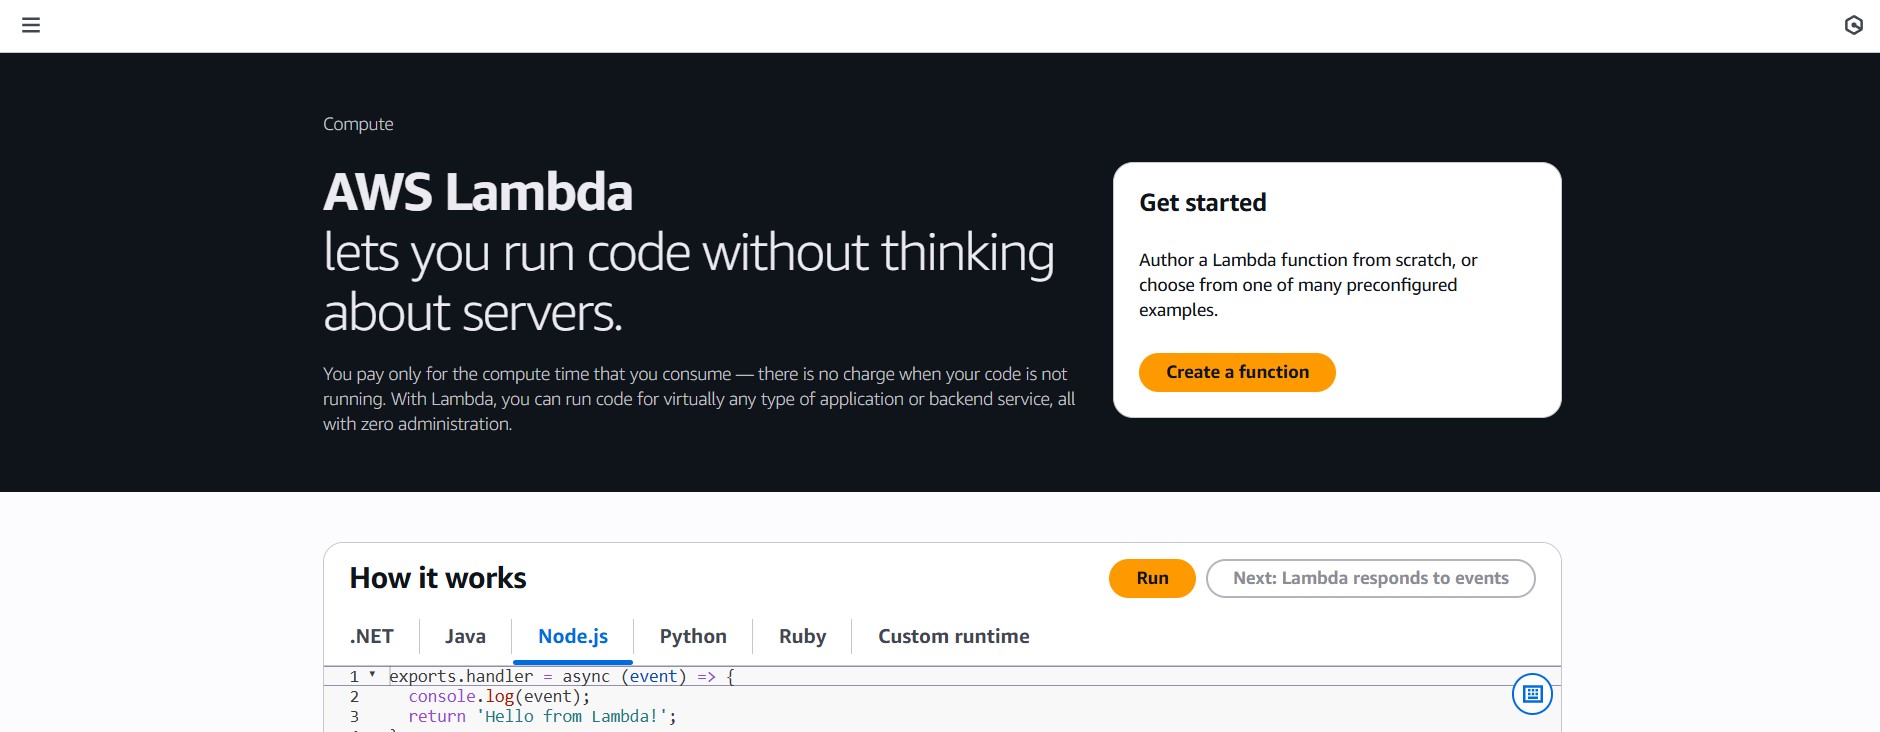 Compute
AWS Lambda
lets you run code without thinking
about servers.
You pay only for the compute time that you consume — there is no charge when your code is not
running. With Lambda, you can run code for virtually any type of application or backend service, all
with zero administration.
Get started
Author a Lambda function from scratch, or
choose from one of many preconfigured
examples.
Create a function
How it works
Run
Next: Lambda responds to events
.NET
Java
Node.js
Python
Ruby
Custom runtime
1 exports.handler = async (event) => {
2 console.log(event);
3 return 'Hello from Lambda!';